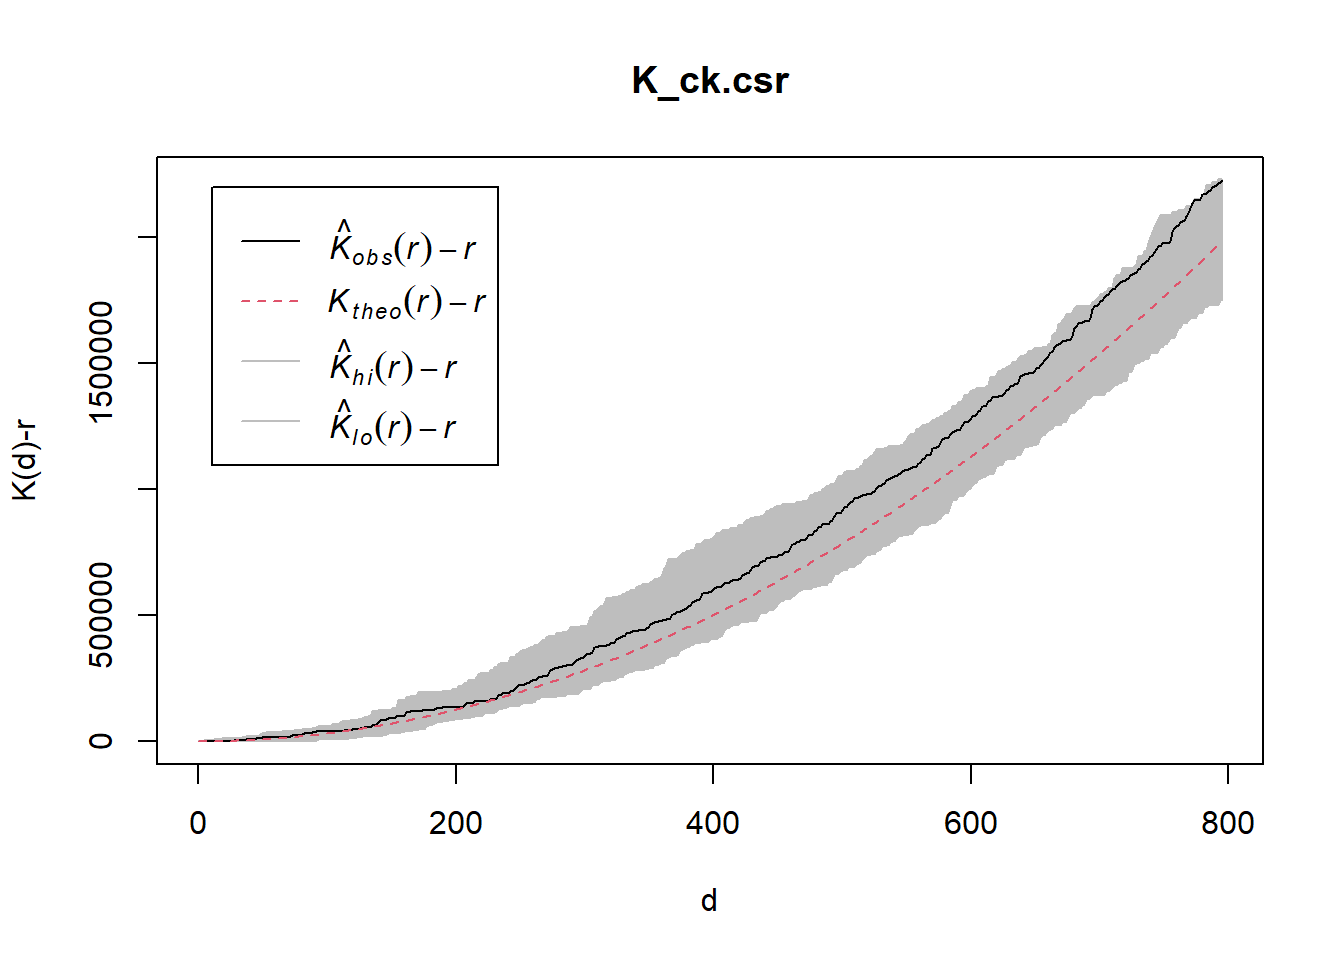 K_ck.csr
K̂obs(r) – r
Ktheo(r) – r
K̂hi(r) – r
K̂lo(r) – r
K(d)-r
0
500000
1500000
0
200
400
600
800
d